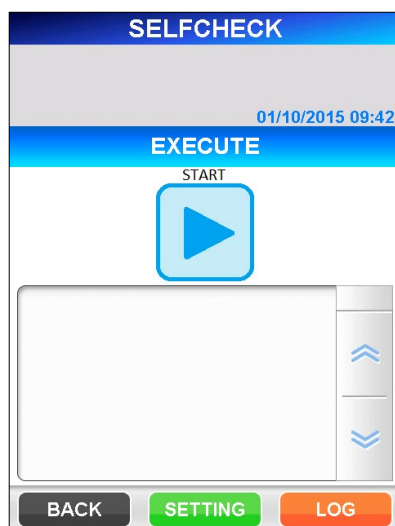 SELFCHECK
01/10/2015 09:42
EXECUTE
START
BACK SETTING LOG